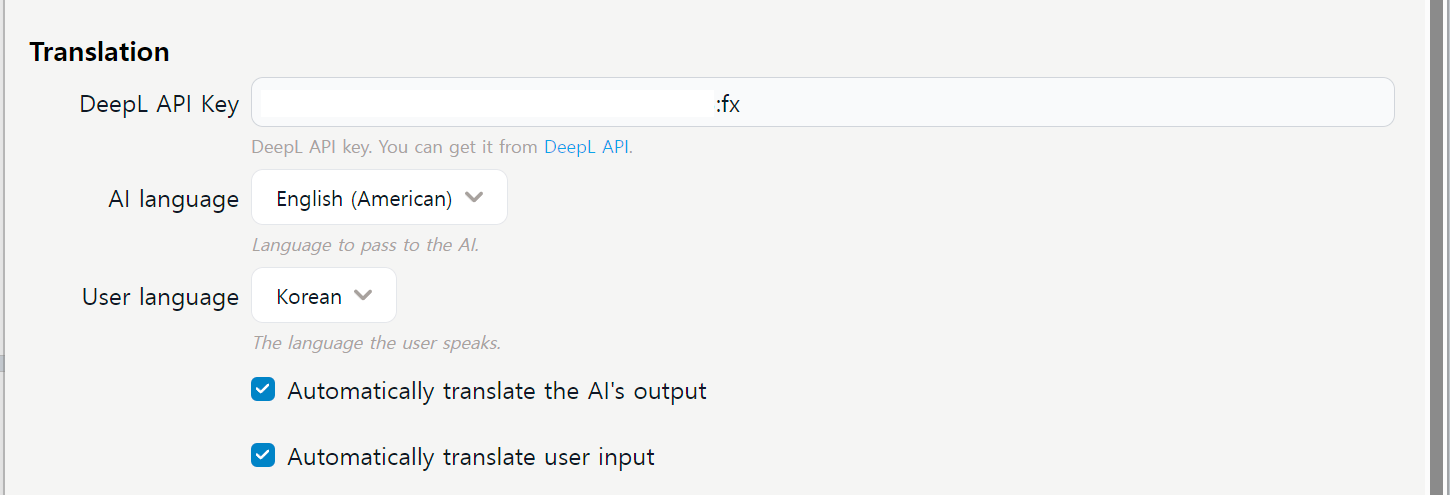 Translation
DeepL API Key
:fx
DeepL API key. You can get it from DeepL API.
AI language
English (American)
Language to pass to the AI.
User language
Korean
The language the user speaks.
Automatically translate the AI's output
Automatically translate user input